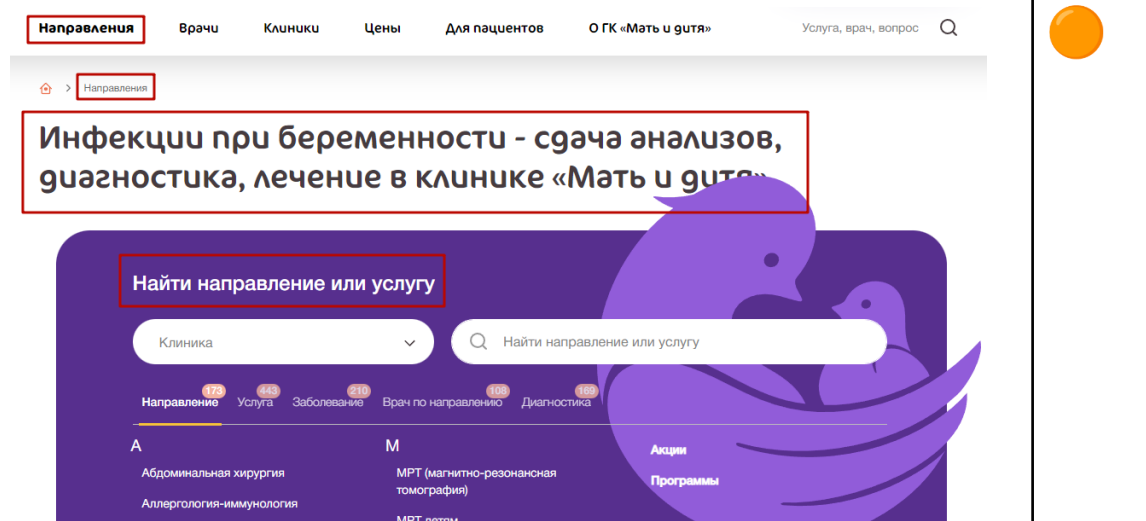 Направления Врачи Клиники Цены Для пациентов О ГК «Мать и дитя» Услуга, врач, вопрос
> Направления
Инфекции при беременности - сдача анализов,
диагностика, лечение в клинике «Мать и дитя»
Найти направление или услугу
Клиника Найти направление или услугу
173 443 210 108 169
Направление Услуга Заболевание Врач по направлению Диагностика
А М Акции
Абдоминальная хирургия МРТ (магнитно-резонансная
томография) Программы
Аллергология-иммунология
МРТ детям